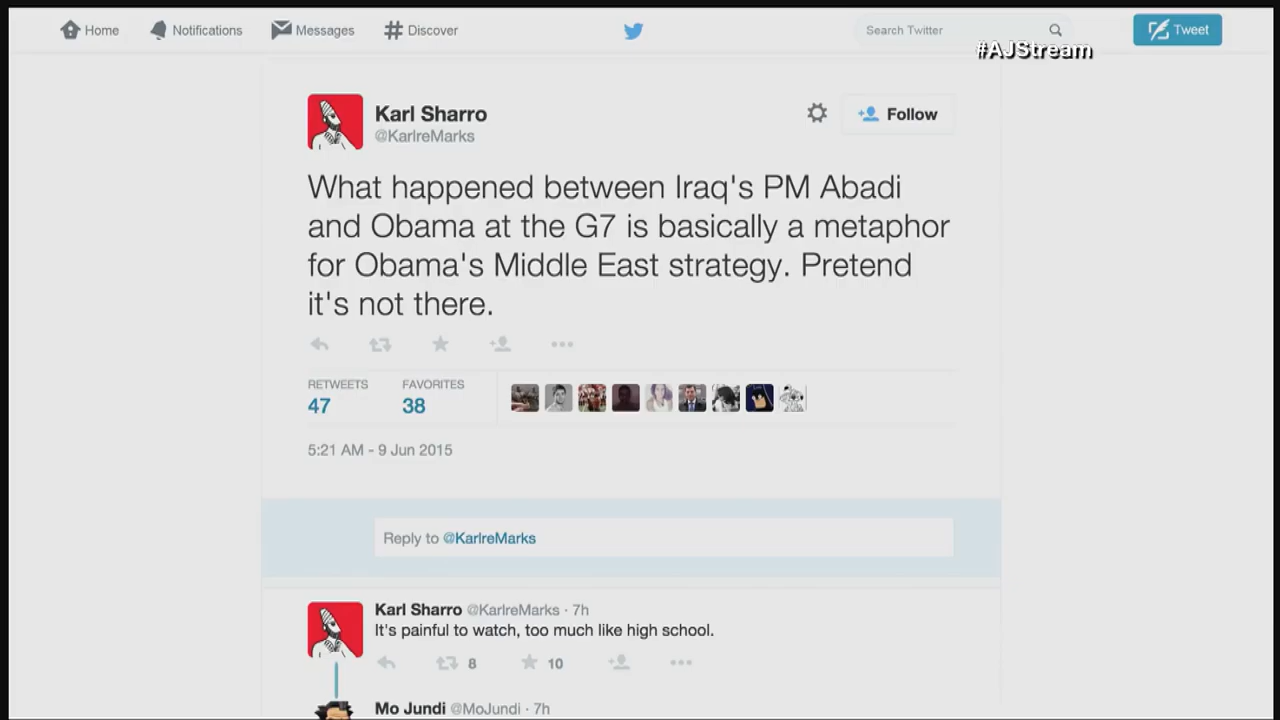 Home Notifications Messages # Discover Search Twitter Tweet
#AJStream
Karl Sharro
@KarlreMarks
Follow
What happened between Iraq's PM Abadi
and Obama at the G7 is basically a metaphor
for Obama's Middle East strategy. Pretend
it's not there.
RETWEETS FAVORITES
47 38
5:21 AM - 9 Jun 2015
Reply to @KarlreMarks
Karl Sharro @KarlreMarks · 7h
It's painful to watch, too much like high school.
8 10
Mo Jundi @MoJundi · 7h